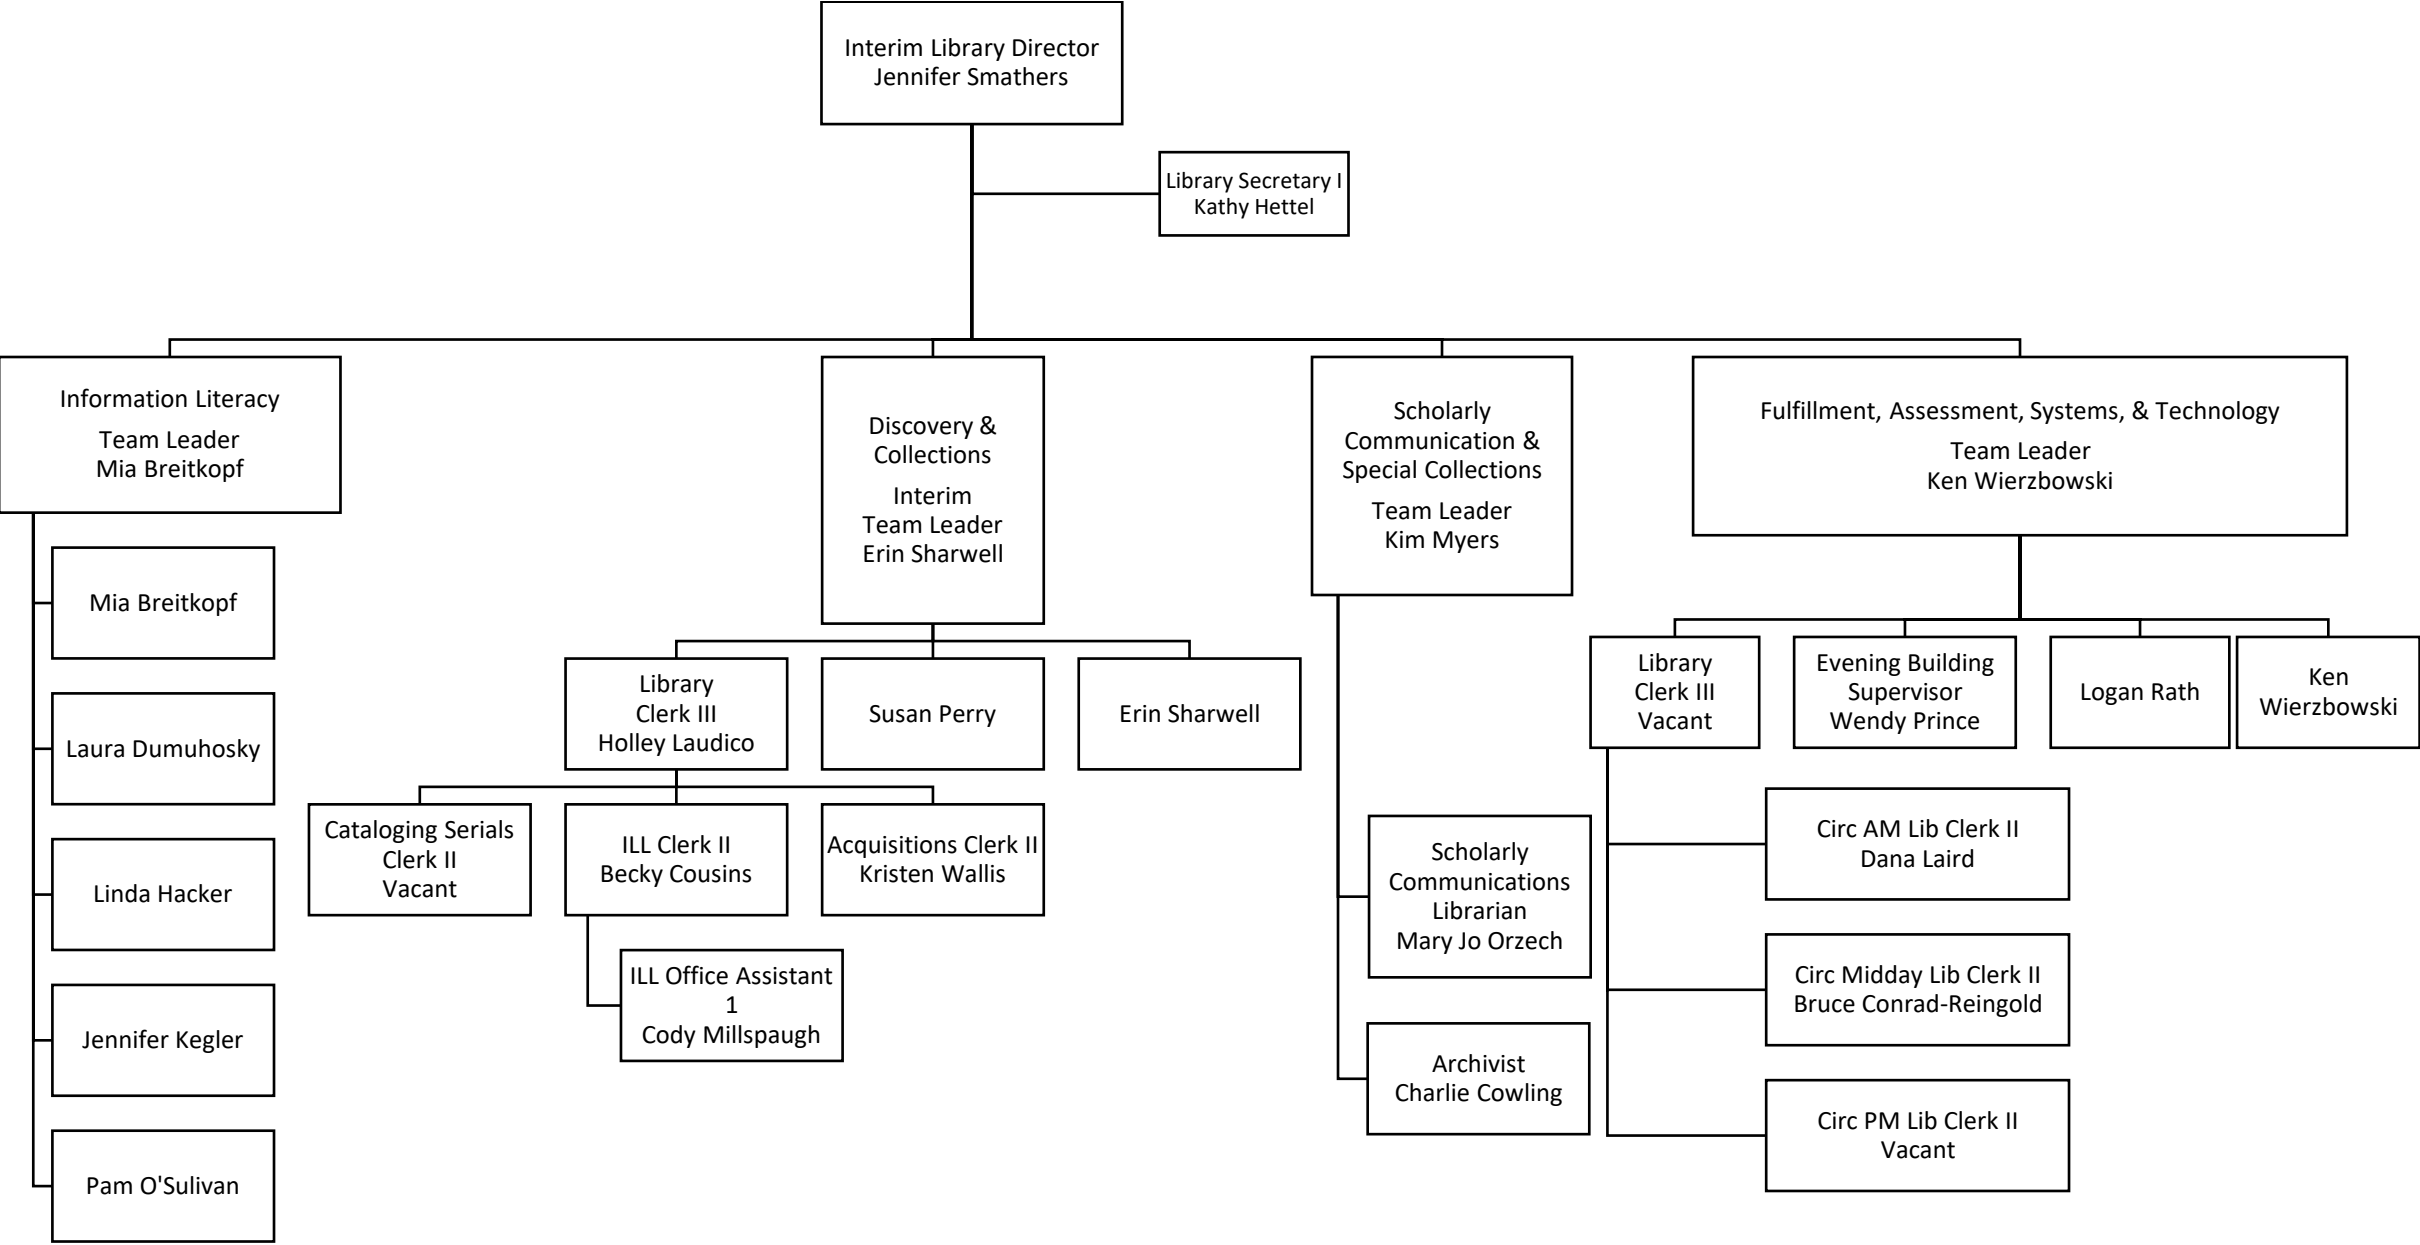 Interim Library Director
Jennifer Smathers
Library Secretary I
Kathy Hettel
Information Literacy
Team Leader
Mia Breitkopf
Mia Breitkopf
Laura Dumuhosky
Linda Hacker
Jennifer Kegler
Pam O'Sulivan
Discovery &
Collections
Interim
Team Leader
Erin Sharwell
Library
Clerk III
Holley Laudico
Cataloging Serials
Clerk II
Vacant
ILL Clerk II
Becky Cousins
ILL Office Assistant
1
Cody Millspaugh
Acquisitions Clerk II
Kristen Wallis
Susan Perry
Erin Sharwell
Scholarly
Communication &
Special Collections
Team Leader
Kim Myers
Scholarly
Communications
Librarian
Mary Jo Orzech
Archivist
Charlie Cowling
Fulfillment, Assessment, Systems, & Technology
Team Leader
Ken Wierzbowski
Library
Clerk III
Vacant
Circ AM Lib Clerk II
Dana Laird
Circ Midday Lib Clerk II
Bruce Conrad-Reingold
Circ PM Lib Clerk II
Vacant
Evening Building
Supervisor
Wendy Prince
Logan Rath
Ken
Wierzbowski